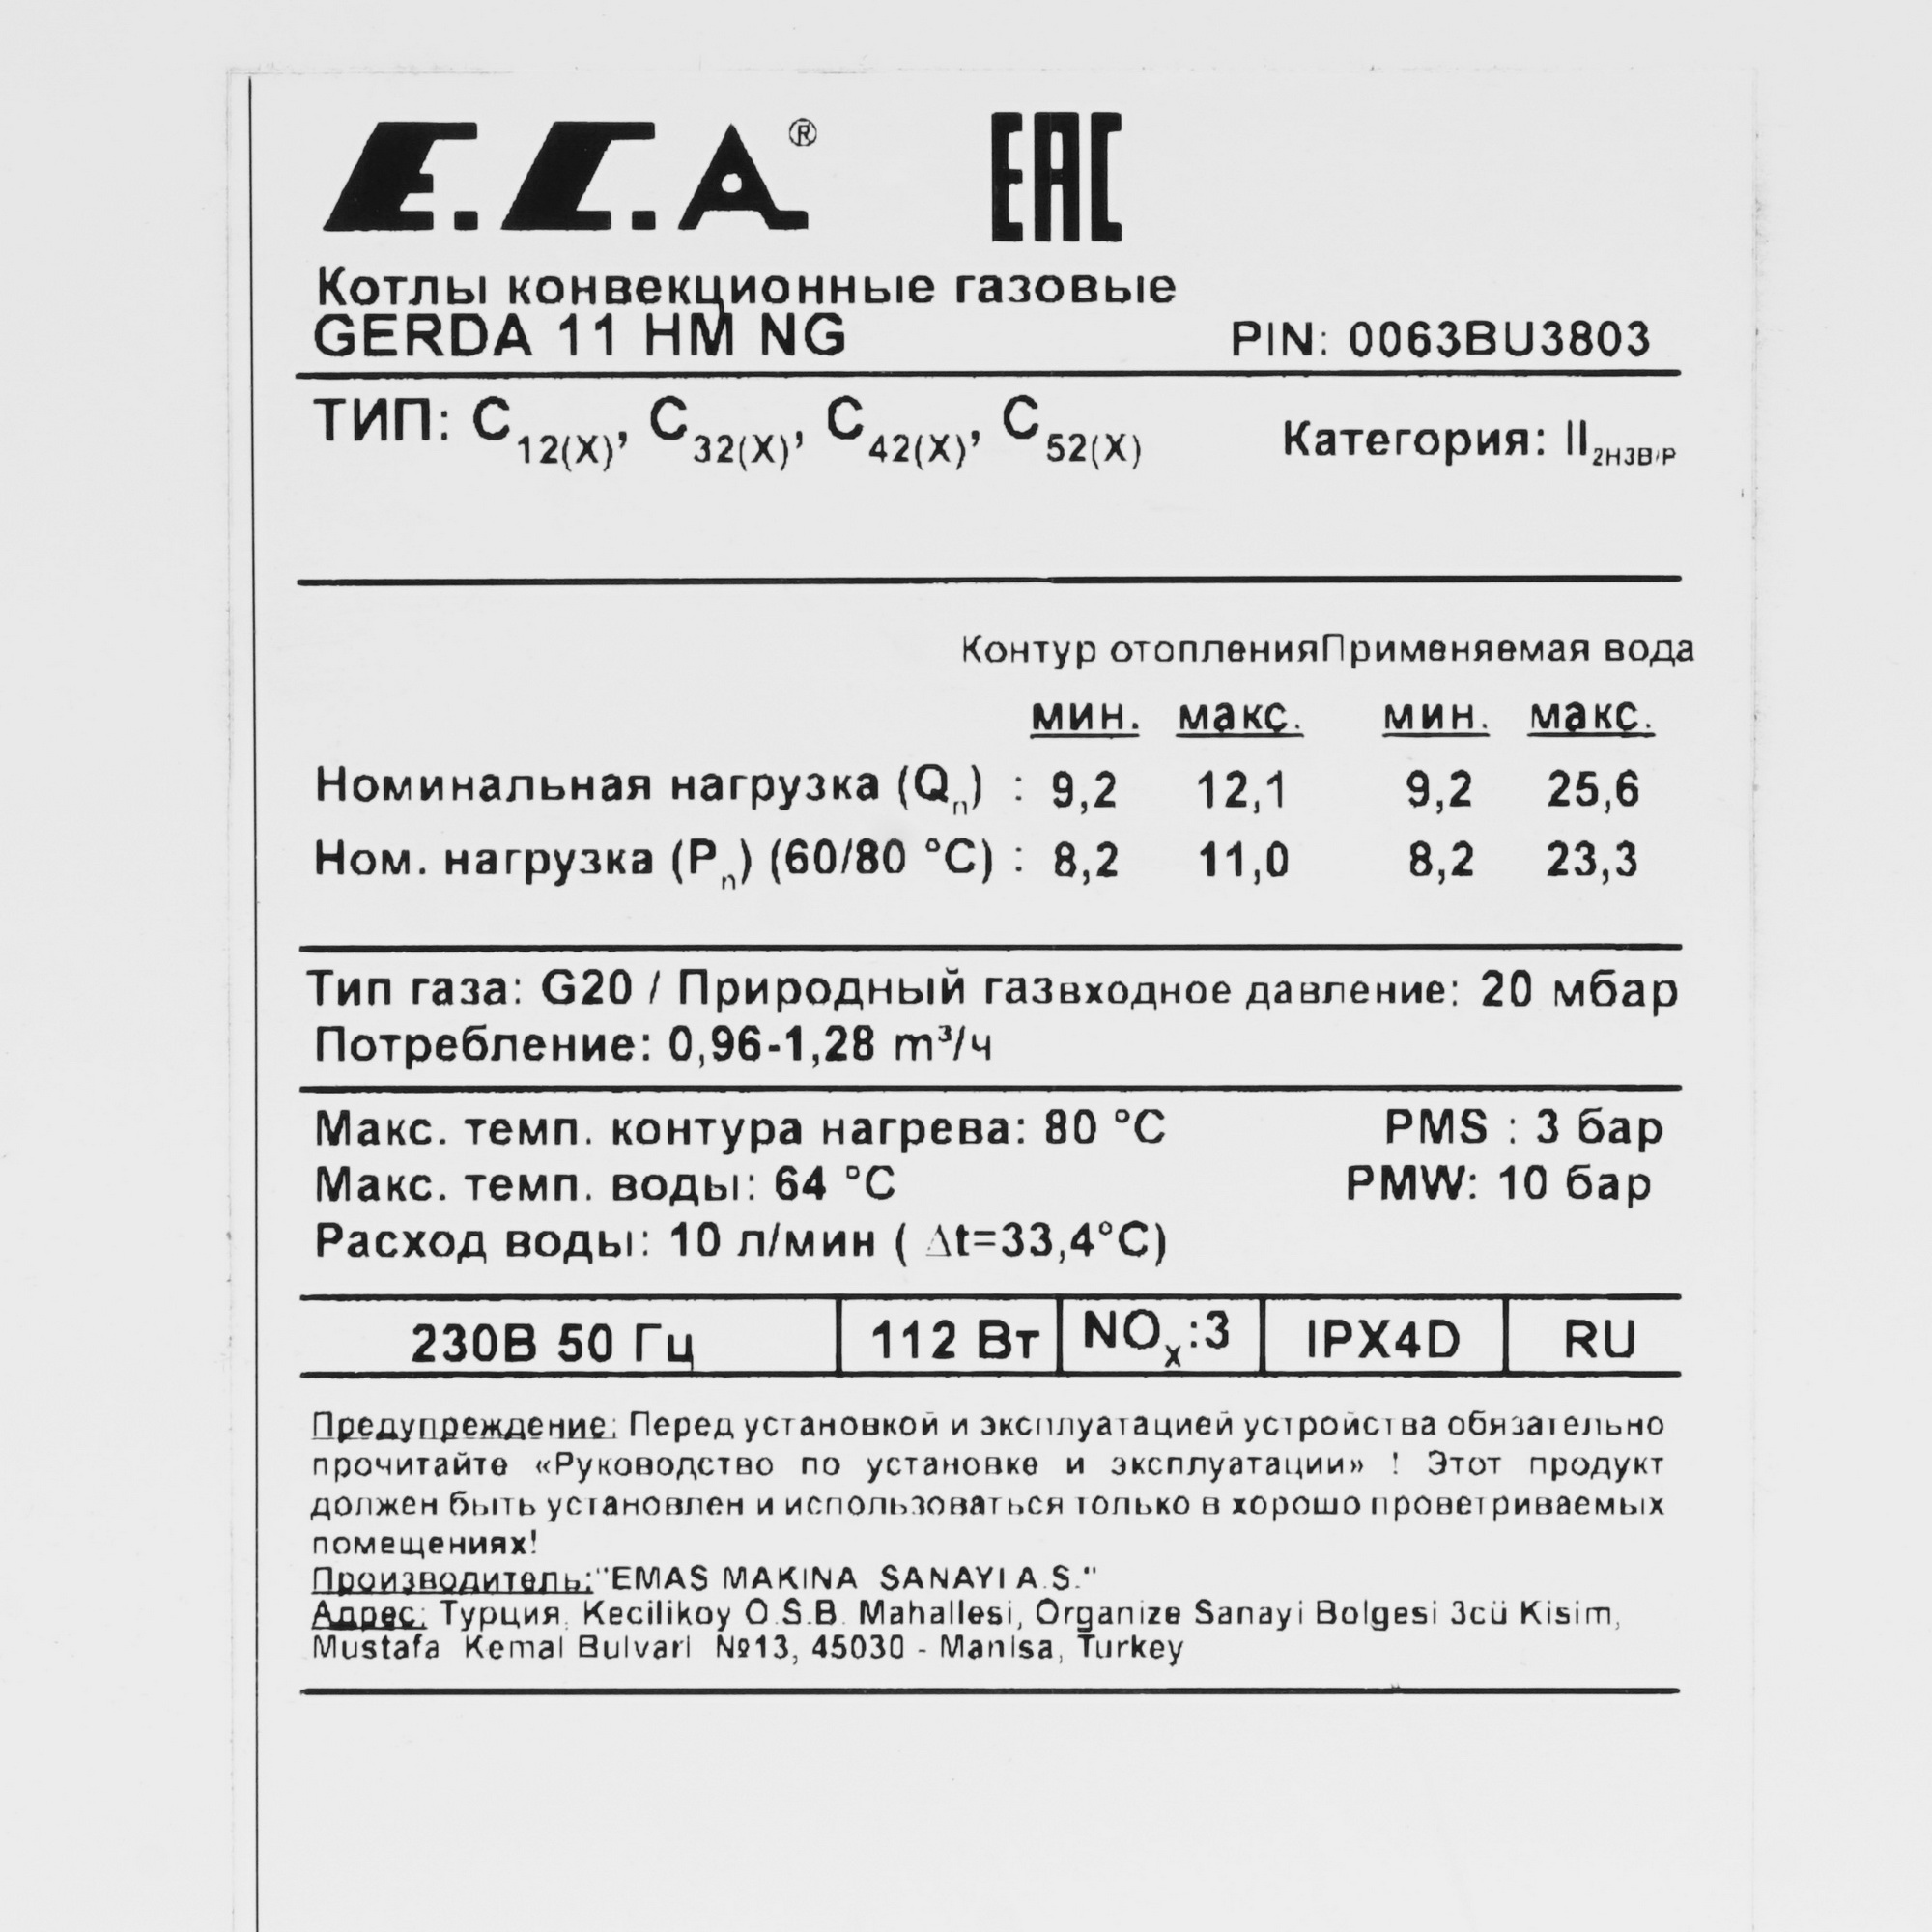 E.C.A® EAC
Котлы конвекционные газовые
GERDA 11 HM NG PIN: 0063BU3803
ТИП: C12(X), C32(X), C42(X), C52(X) Категория: II2H3B/P
Контур отопления Применяемая вода
мин. макс. мин. макс.
Номинальная нагрузка (Qn) : 9,2 12,1 9,2 25,6
Ном. нагрузка (Pn) (60/80 °C) : 8,2 11,0 8,2 23,3
Тип газа: G20 / Природный газ входное давление: 20 мбар
Потребление: 0,96-1,28 m³/ч
Макс. темп. контура нагрева: 80 °C PMS : 3 бар
Макс. темп. воды: 64 °C PMW: 10 бар
Расход воды: 10 л/мин ( Δt=33,4°C)
230В 50 Гц 112 Вт NOx:3 IPX4D RU
Предупреждение: Перед установкой и эксплуатацией устройства обязательно
прочитайте «Руководство по установке и эксплуатации» ! Этот продукт
должен быть установлен и использоваться только в хорошо проветриваемых
помещениях!
Производитель:"EMAS MAKINA SANAYI A.S."
Адрес: Турция, Kecilikoy O.S.B. Mahallesi, Organize Sanayi Bolgesi 3cü Kisim,
Mustafa Kemal Bulvarl №13, 45030 - Manlsa, Turkey